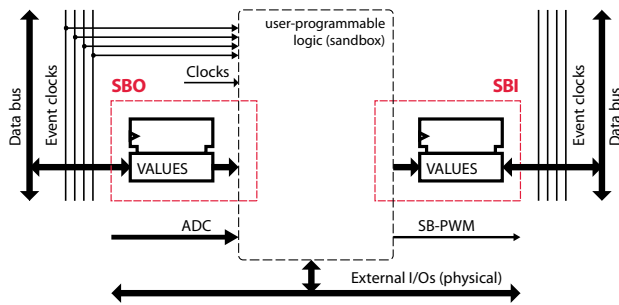 user-programmable
logic (sandbox)
Clocks
SBO
SBI
Data bus
Event clocks
VALUES
VALUES
Event clocks
Data bus
ADC
SB-PWM
External I/Os (physical)